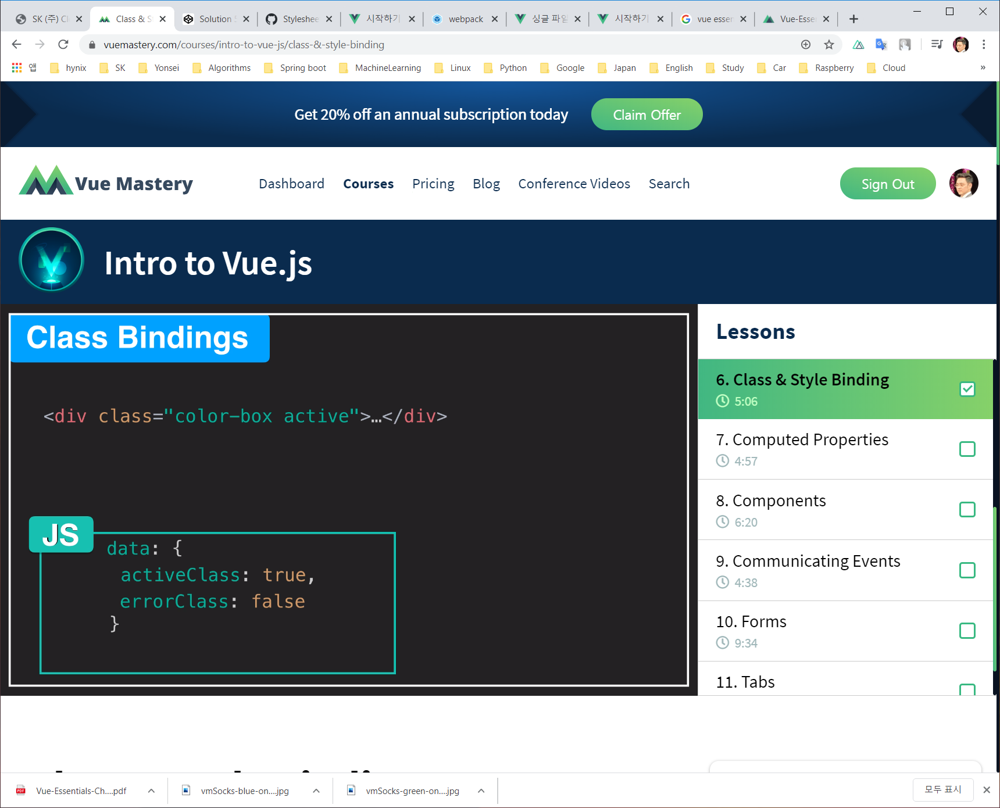 SK (주) C
Class & S
Solution
Styleshee
시작하기
webpack
싱글 파일
시작하기
vue esser
Vue-Esse
vuemastery.com/courses/intro-to-vue-js/class-&-style-binding
앱
hynix
SK
Yonsei
Algorithms
Spring boot
MachineLearning
Linux
Python
Google
Japan
English
Study
Car
Raspberry
Cloud
»
Get 20% off an annual subscription today
Claim Offer
Vue Mastery
Dashboard
Courses
Pricing
Blog
Conference Videos
Search
Sign Out
Intro to Vue.js
Class Bindings
<div class="color-box active">…</div>
JS
data: {
activeClass: true,
errorClass: false
}
Lessons
6. Class & Style Binding
5:06
7. Computed Properties
4:57
8. Components
6:20
9. Communicating Events
4:38
10. Forms
9:34
11. Tabs
Vue-Essentials-Ch....pdf
vmSocks-blue-on....jpg
vmSocks-green-on....jpg
모두 표시